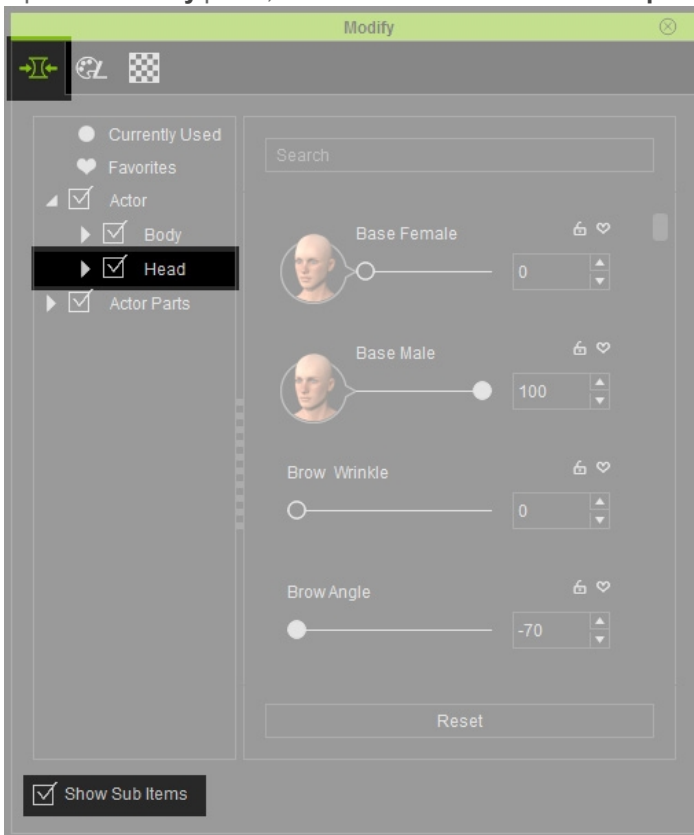 Modify
Currently Used
Favorites
Actor
Body
Head
Actor Parts
Search
Base Female
0
Base Male
100
Brow Wrinkle
0
Brow Angle
-70
Reset
Show Sub Items